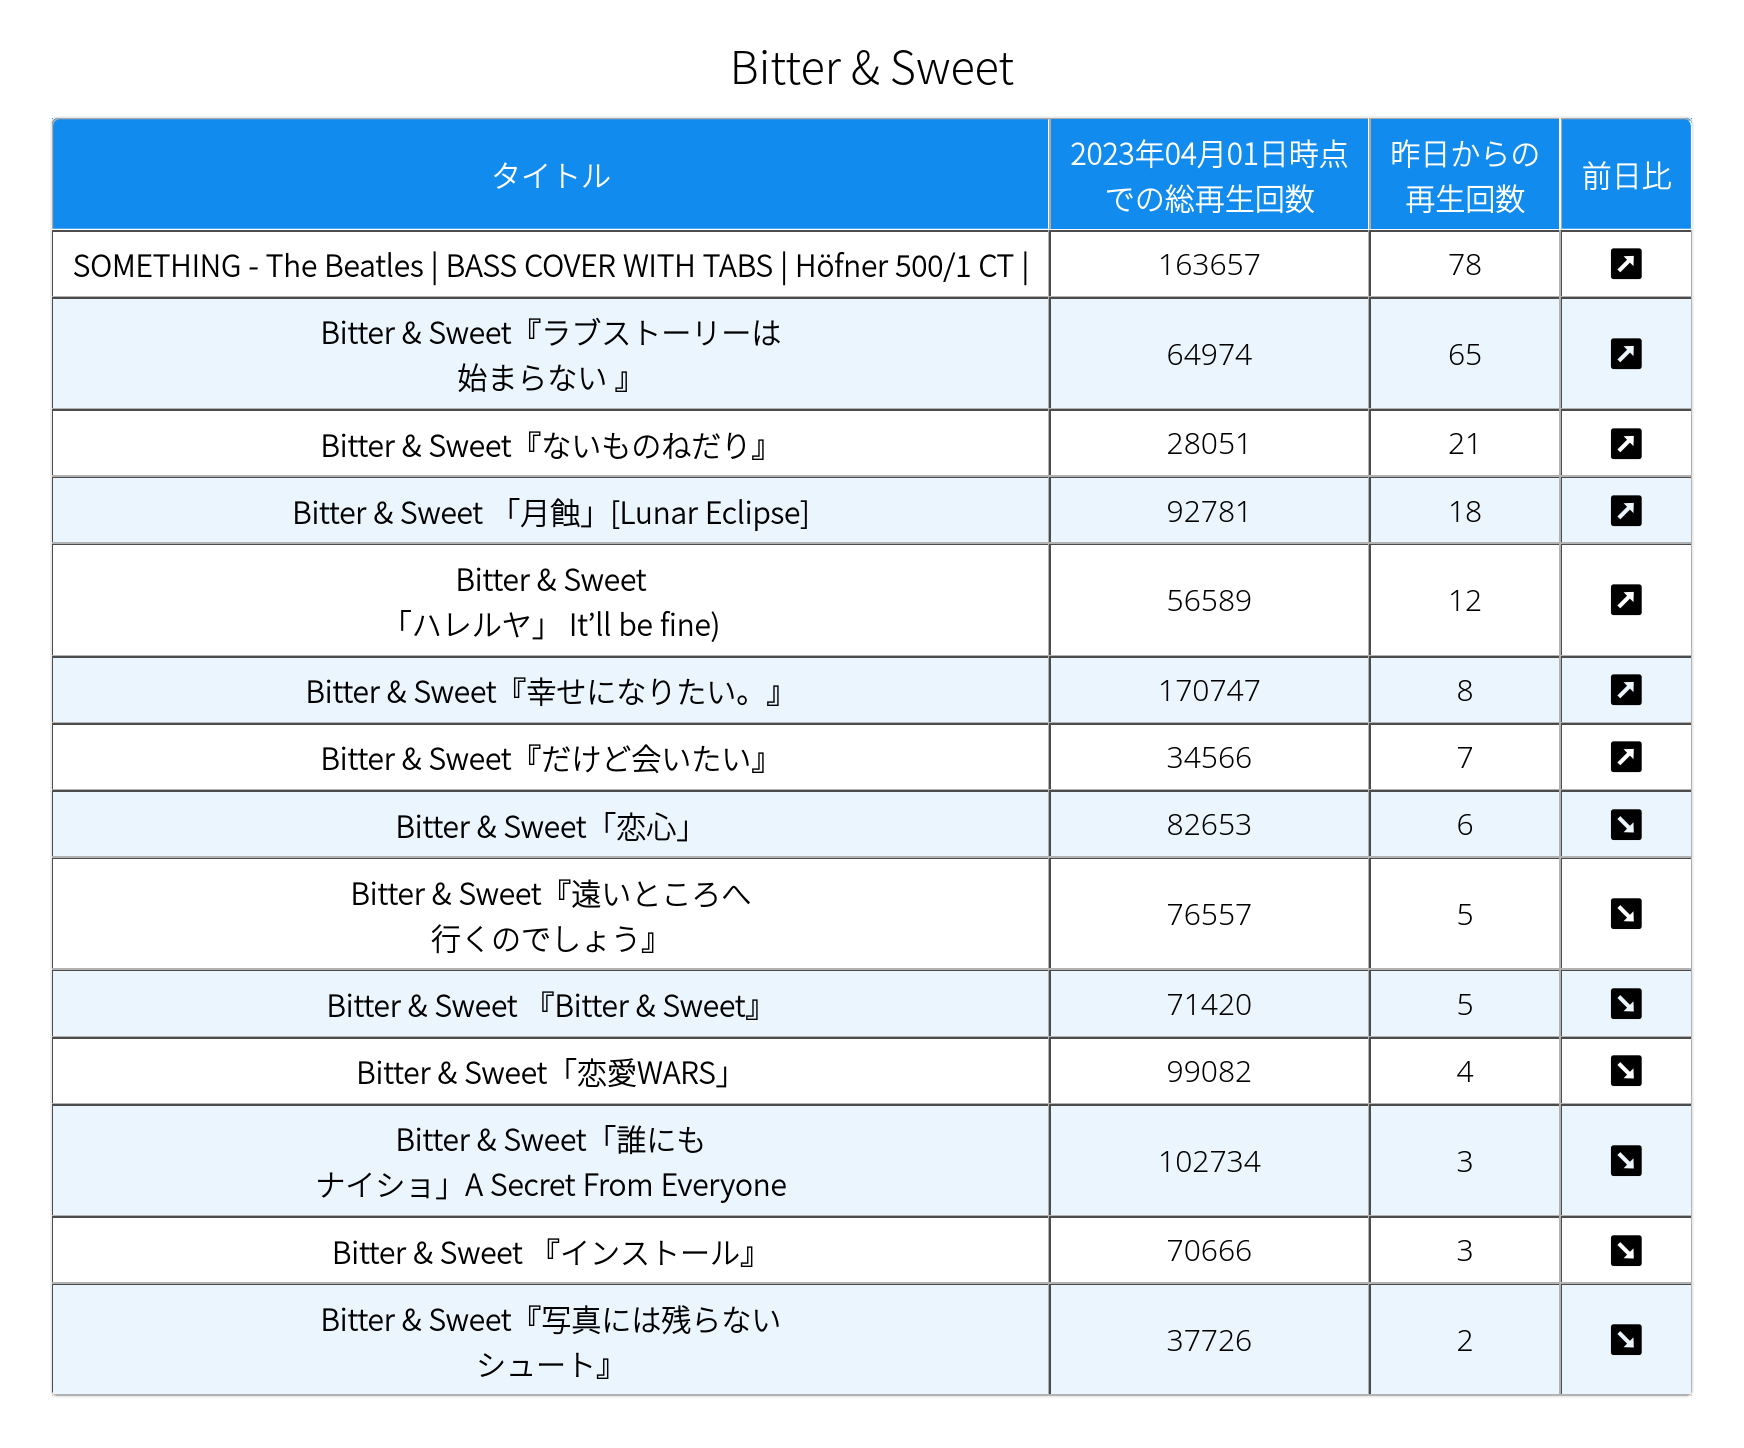 Bitter & Sweet
タイトル
2023年04月01日時点
での総再生回数
昨日からの
再生回数
前日比
SOMETHING - The Beatles | BASS COVER WITH TABS | Höfner 500/1 CT |
163657
78
Bitter & Sweet『ラブストーリーは
始まらない 』
64974
65
Bitter & Sweet『ないものねだり』
28051
21
Bitter & Sweet 「月蝕」[Lunar Eclipse]
92781
18
Bitter & Sweet
「ハレルヤ」 It’ll be fine)
56589
12
Bitter & Sweet『幸せになりたい。』
170747
8
Bitter & Sweet『だけど会いたい』
34566
7
Bitter & Sweet「恋心」
82653
6
Bitter & Sweet『遠いところへ
行くのでしょう』
76557
5
Bitter & Sweet 『Bitter & Sweet』
71420
5
Bitter & Sweet「恋愛WARS」
99082
4
Bitter & Sweet「誰にも
ナイショ」A Secret From Everyone
102734
3
Bitter & Sweet 『インストール』
70666
3
Bitter & Sweet『写真には残らない
シュート』
37726
2